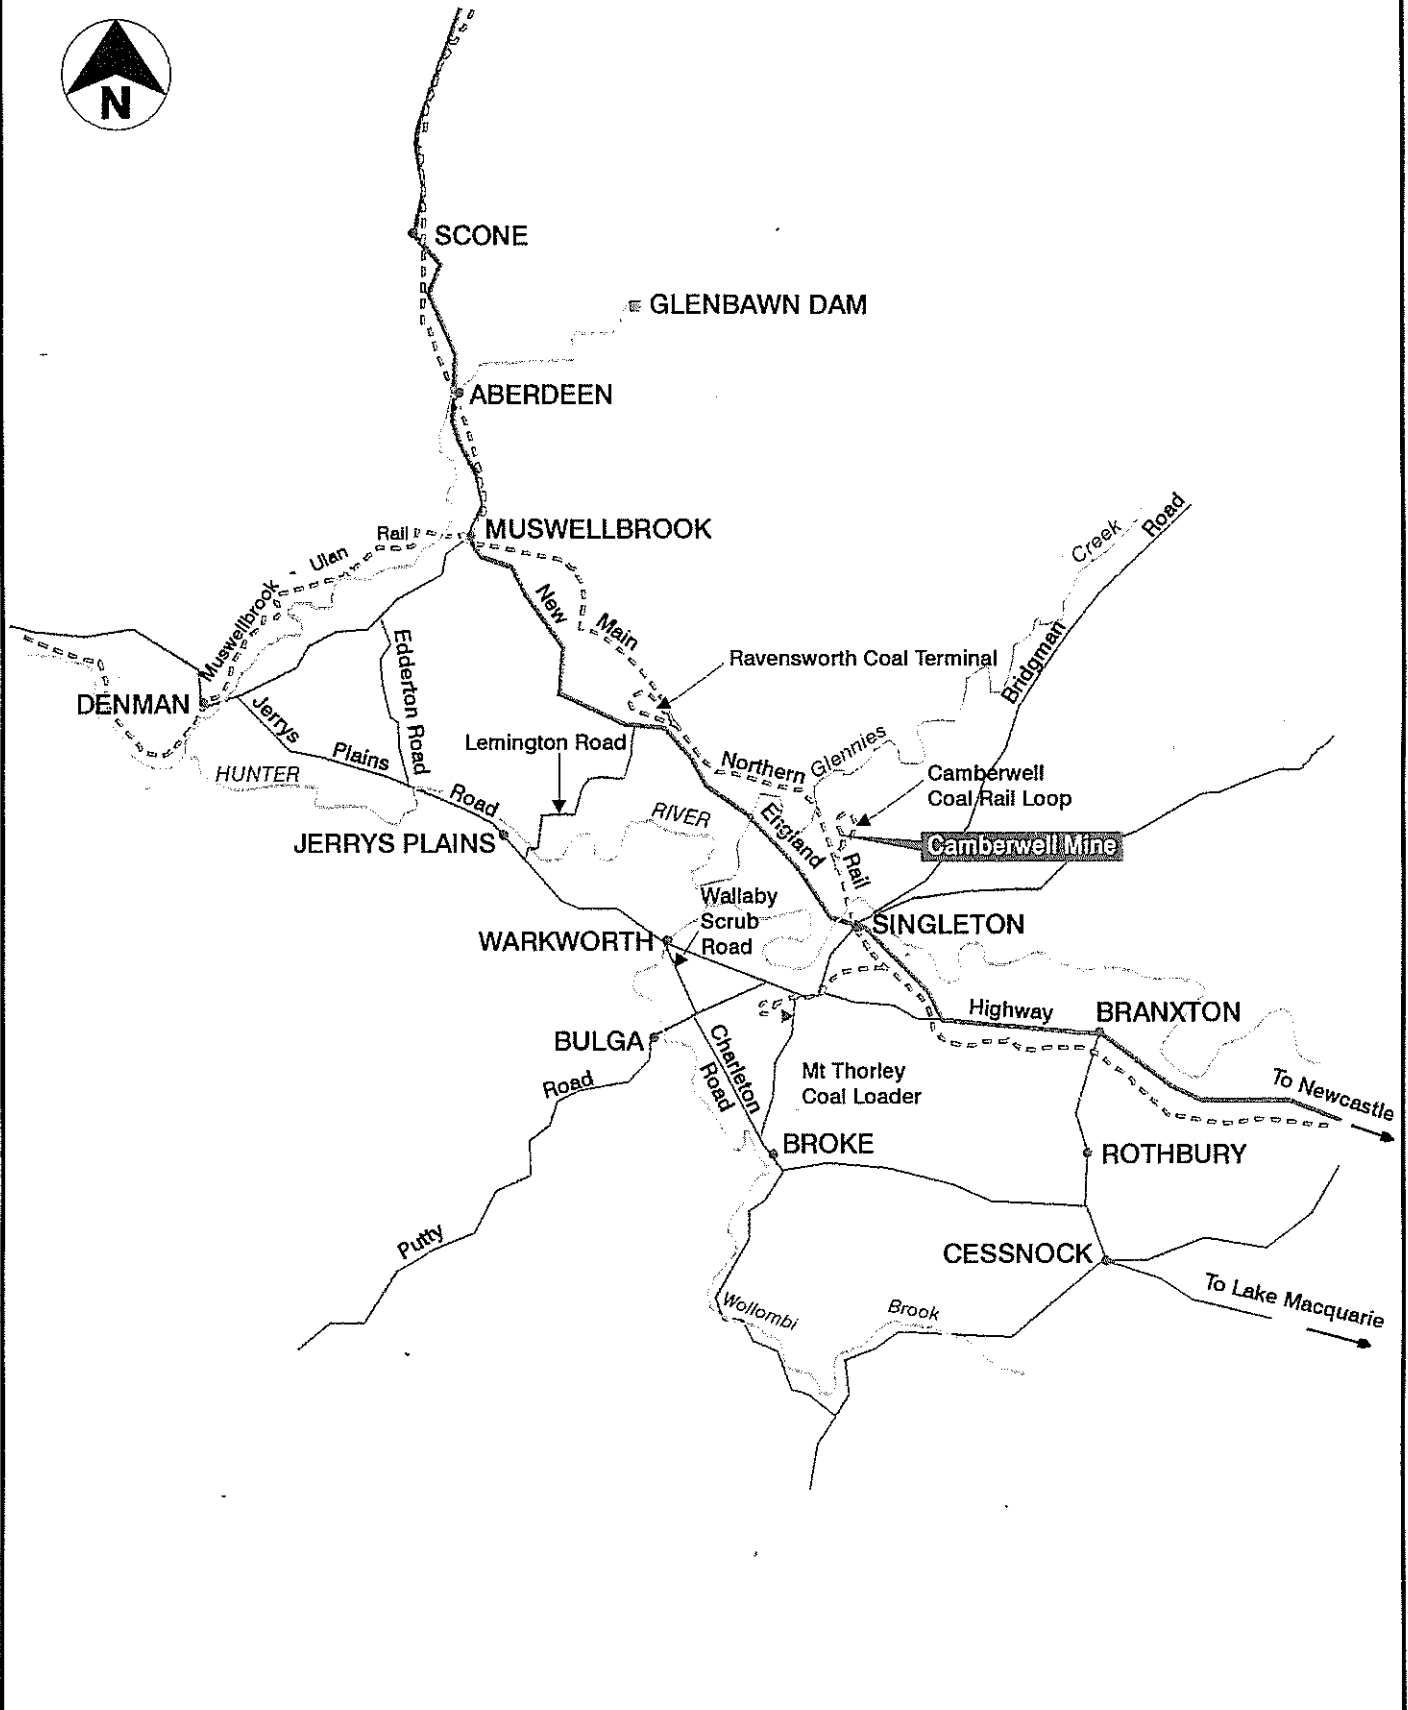 N
SCONE
GLENBAWN DAM
ABERDEEN
MUSWELLBROOK
Muswellbrook - Ulan Rail
Creek
Bridgman Road
New
Main
Edderton Road
Ravensworth Coal Terminal
DENMAN
Jerrys Plains Road
Lemington Road
Northern
Glennies
HUNTER
Camberwell
Coal Rail Loop
RIVER
England
Rail
JERRYS PLAINS
Camberwell Mine
Wallaby
Scrub
Road
WARKWORTH
SINGLETON
Highway
BRANXTON
BULGA
Charleton
Road
Mt Thorley
Coal Loader
To Newcastle
Road
BROKE
ROTHBURY
Putty
CESSNOCK
To Lake Macquarie
Wollombi
Brook